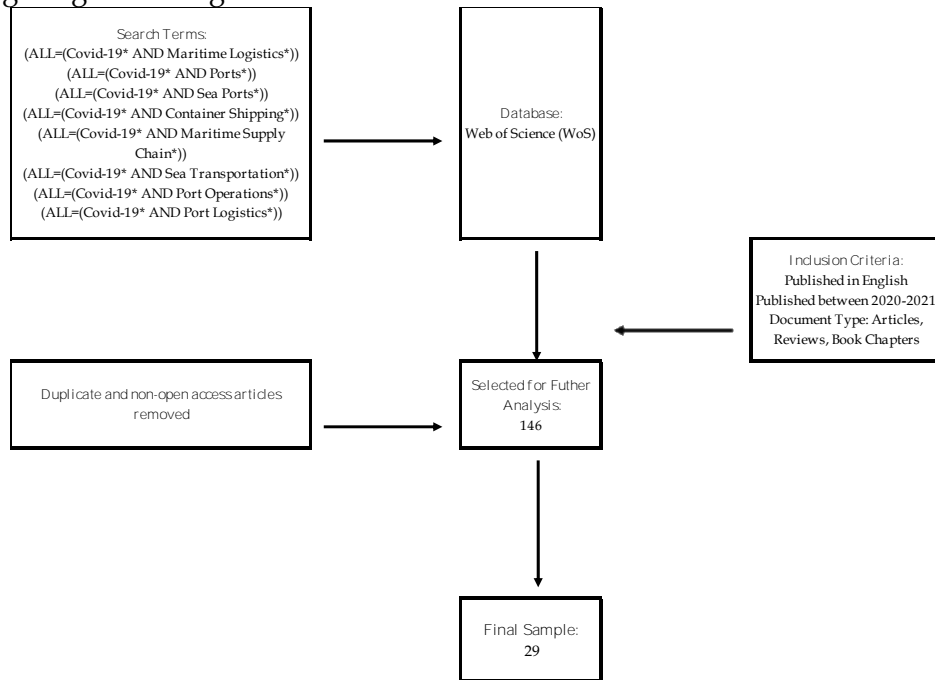 Search Terms:
(ALL=(Covid-19* AND Maritime Logistics*))
(ALL=(Covid-19* AND Ports*))
(ALL=(Covid-19* AND Sea Ports*))
(ALL=(Covid-19* AND Container Shipping*))
(ALL=(Covid-19* AND Maritime Supply
Chain*))
(ALL=(Covid-19* AND Sea Transportation*))
(ALL=(Covid-19* AND Port Operations*))
(ALL=(Covid-19* AND Port Logistics*))
Database:
Web of Science (WoS)
Inclusion Criteria:
Published in English
Published between 2020-2021
Document Type: Articles,
Reviews, Book Chapters
Duplicate and non-open access articles
removed
Selected for Futher
Analysis:
146
Final Sample:
29